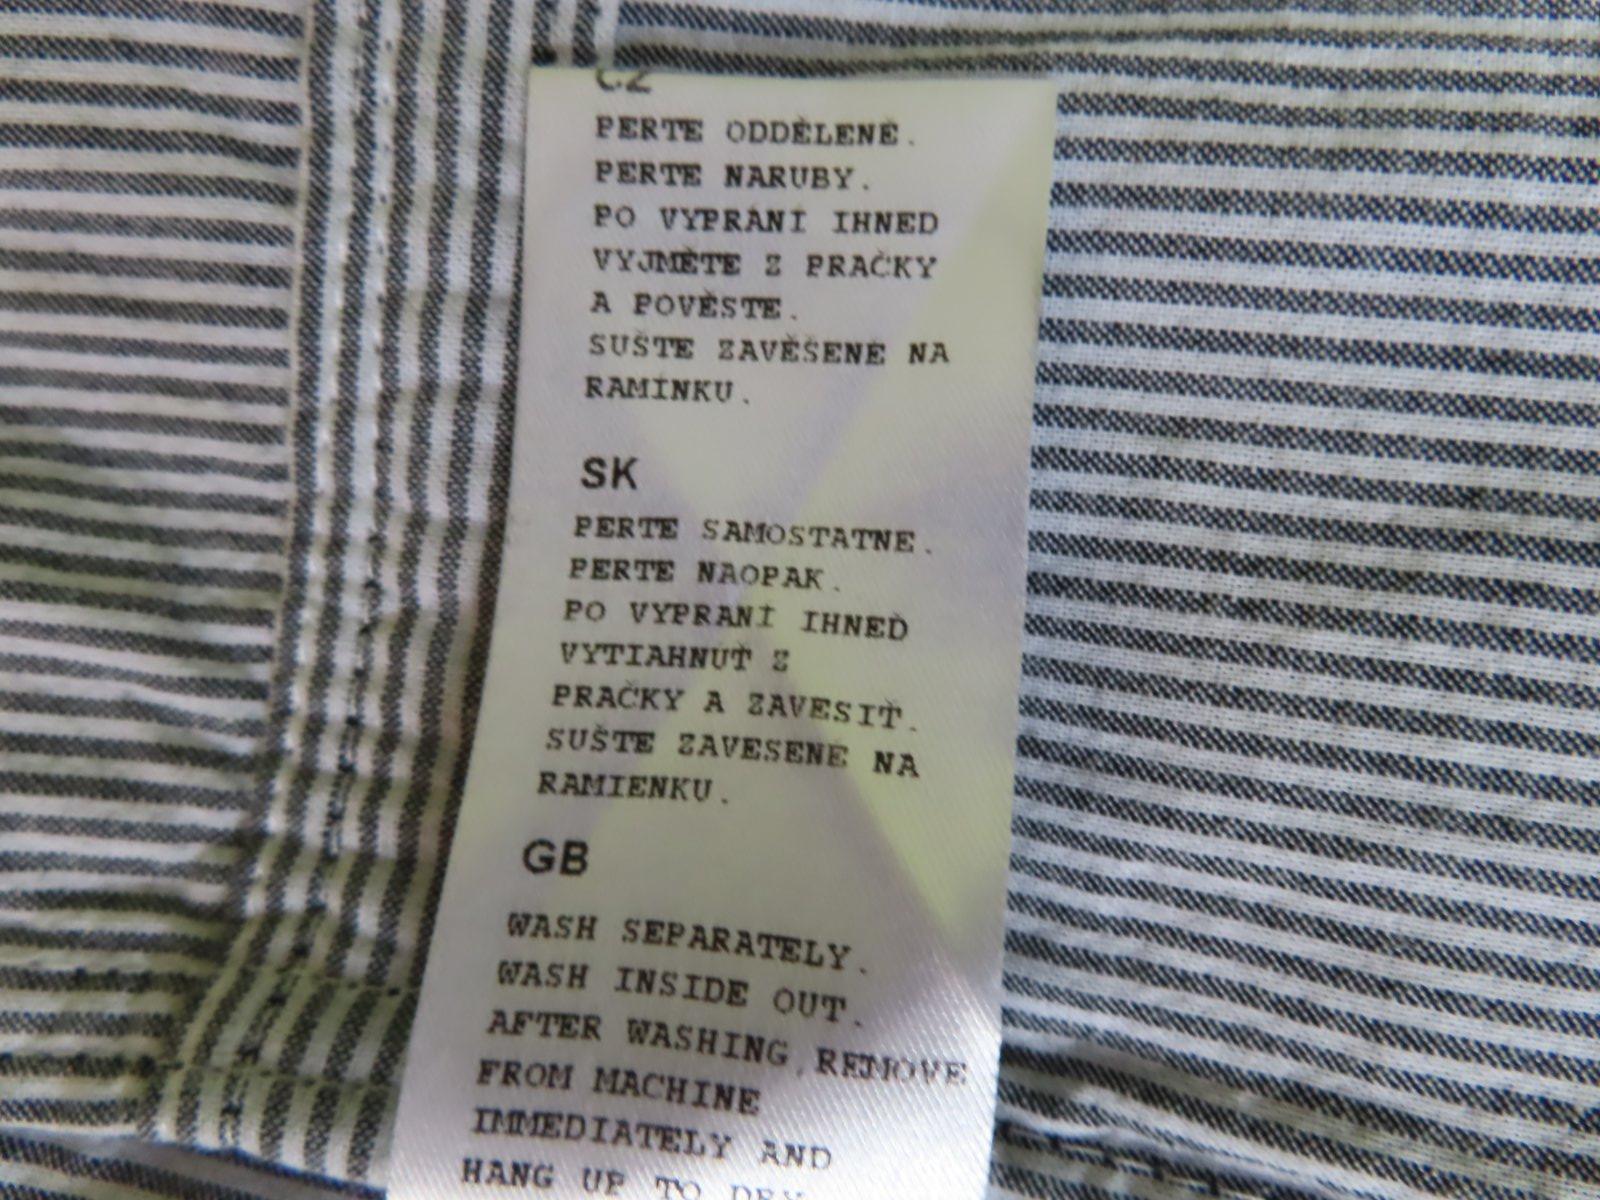 CZ
PERTE ODDĚLENĚ.
PERTE NARUBY.
PO VYPRÁNÍ IHNED
VYJMĚTE Z PRAČKY
A POVĚSTE.
SUŠTE ZAVĚŠENÉ NA
RAMÍNKU.
SK
PERTE SAMOSTATNE.
PERTE NAOPAK.
PO VYPRANÍ IHNEĎ
VYTIAHNUŤ Z
PRAČKY A ZAVESIŤ.
SUŠTE ZAVESENÉ NA
RAMIENKU.
GB
WASH SEPARATELY.
WASH INSIDE OUT.
AFTER WASHING,REMOVE
FROM MACHINE
IMMEDIATELY AND
HANG UP TO DRY